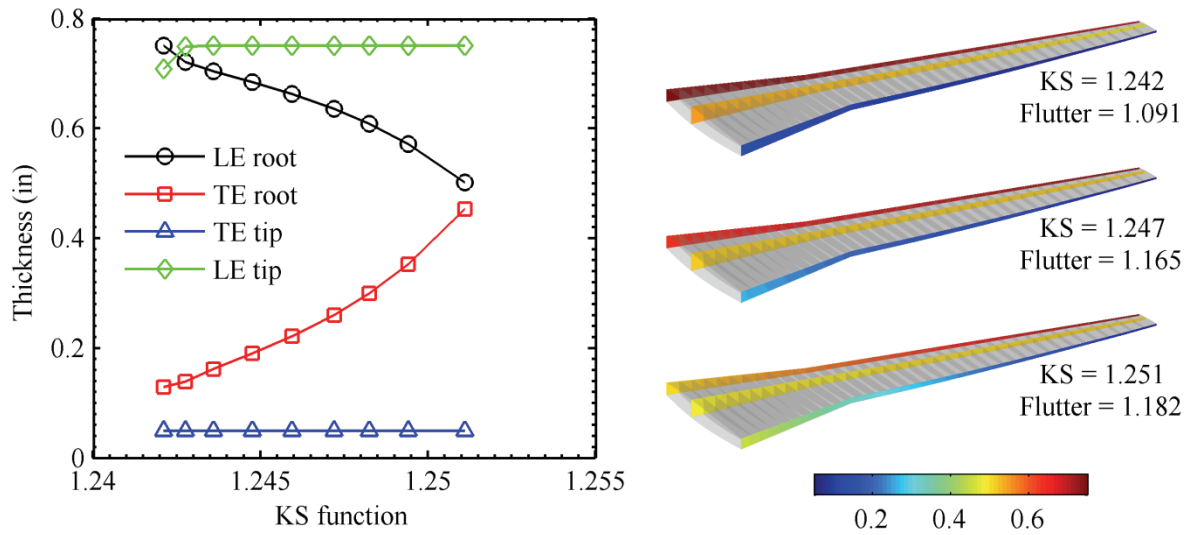 0.8
0.6
0.4
0.2
0
Thickness (in)
LE root
TE root
TE tip
LE tip
1.24
1.245
1.25
1.255
KS function
KS = 1.242
Flutter = 1.091
KS = 1.247
Flutter = 1.165
KS = 1.251
Flutter = 1.182
0.2
0.4
0.6